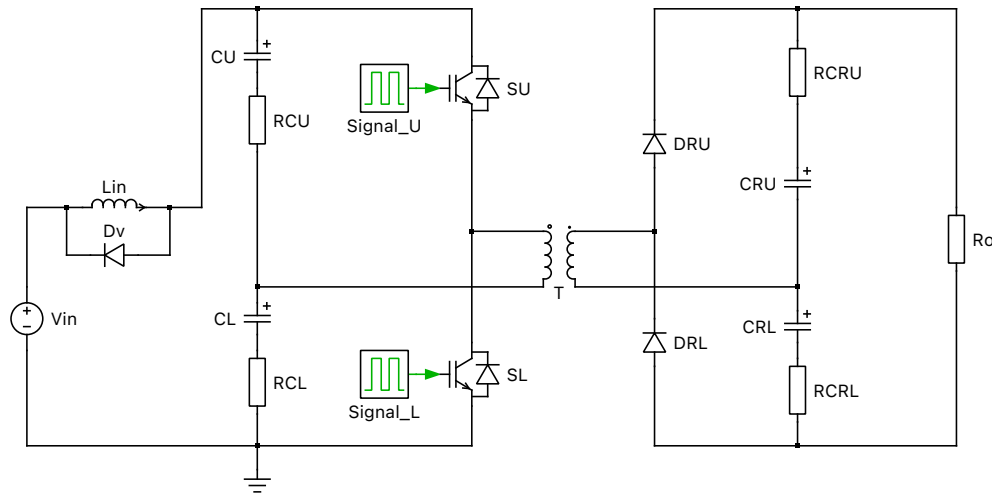 CU
RCU
Signal_U
SU
RCRU
DRU
CRU
Lin
Dv
Ro
Vin
T
CL
RCL
Signal_L
SL
CRL
DRL
RCRL